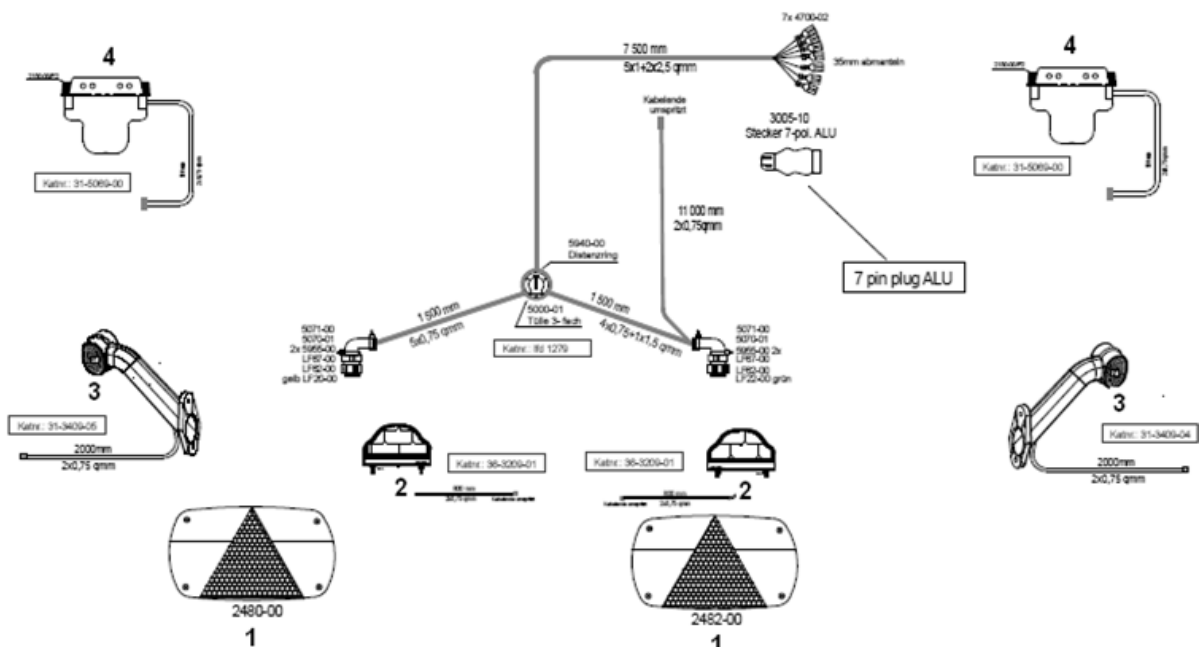 4
Katnr.: 31-5069-00
7 500 mm
5x1+2x2,5 qmm
7x 4700-02
35mm abmanteln
Kabelende
umspritzt
3005-10
Stecker 7-pol. ALU
4
Katnr.: 31-5069-00
11 000 mm
2x0,75qmm
7 pin plug ALU
5940-00
Distanzring
1 500 mm
5x0,75 qmm
5000-01
Tülle 3- fach
Katnr.: lfd 1279
1 500 mm
4x0,75+1x1,5 qmm
5071-00
5070-01
2x 5955-00
LF67-00
LF62-00
gelb LF20-00
5071-00
5070-01
5955-00 2x
LF67-00
LF62-00
LF22-00 grün
3
Katnr.: 31-3409-05
2000mm
2x0,75 qmm
Katnr.: 36-3209-01
2
Katnr.: 36-3209-01
2
3
Katnr.: 31-3409-04
2000mm
2x0,75 qmm
2480-00
1
2482-00
1